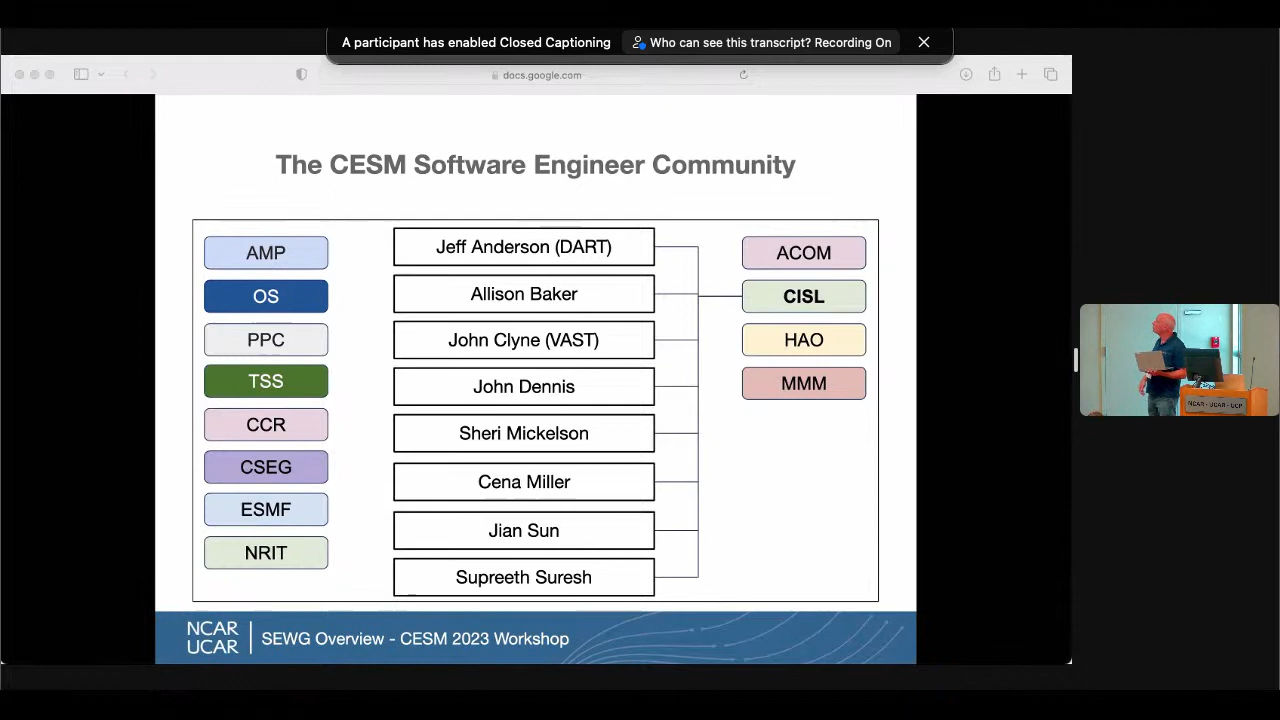 A participant has enabled Closed Captioning
Who can see this transcript? Recording On
docs.google.com
The CESM Software Engineer Community
AMP
OS
PPC
TSS
CCR
CSEG
ESMF
NRIT
Jeff Anderson (DART)
Allison Baker
John Clyne (VAST)
John Dennis
Sheri Mickelson
Cena Miller
Jian Sun
Supreeth Suresh
ACOM
CISL
HAO
MMM
NCAR
UCAR
SEWG Overview - CESM 2023 Workshop
NCAR - UCAR - UCP